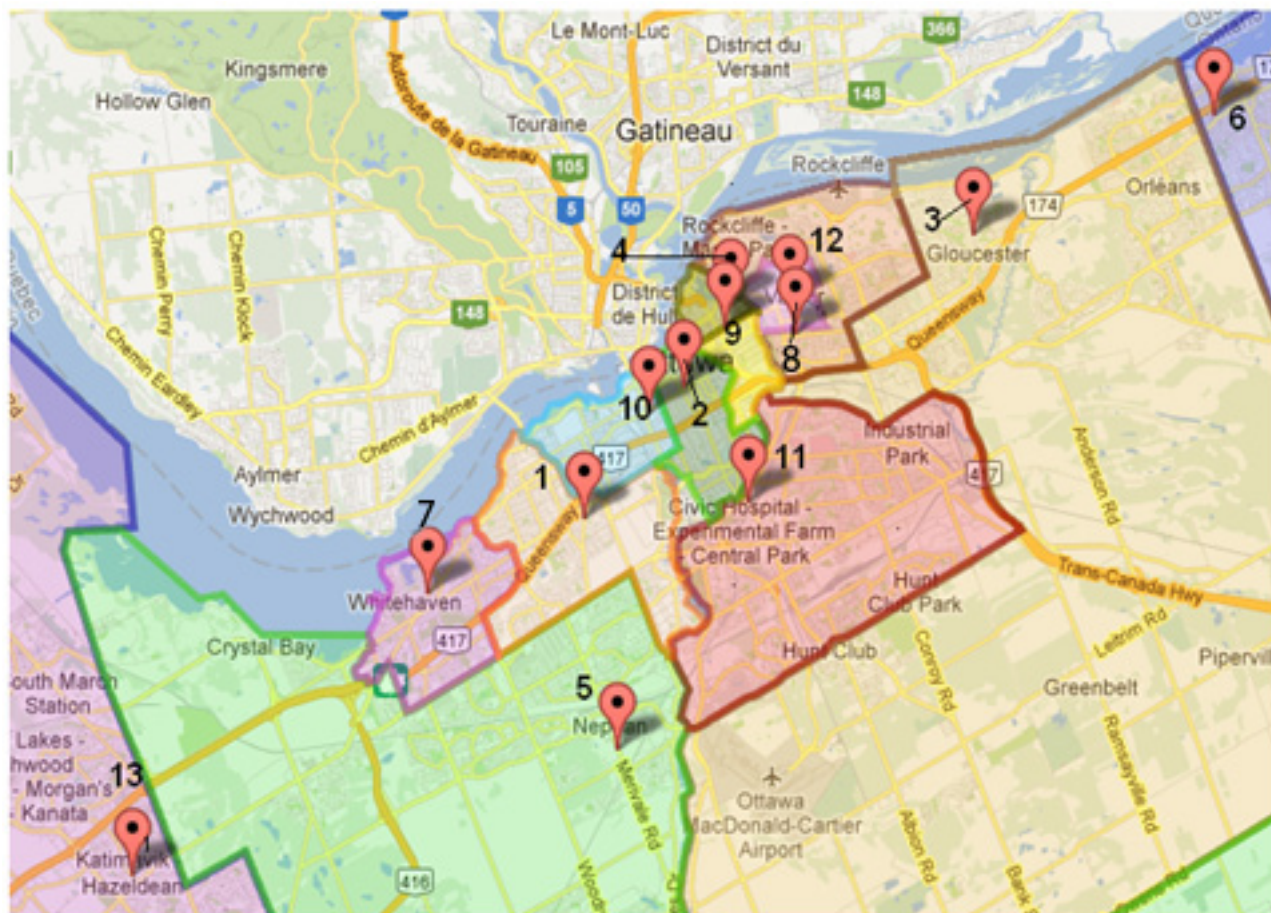 Le Mont-Luc
366
District du
Versant
Kingsmere
Hollow Glen
Autoroute de la Gatineau
148
Touraine
Gatineau
105
5
50
Rockcliffe
6
Orléans
174
3
Gloucester
Rockcliffe -
4
12
Quebec
Chemin Perry
Chemin Klock
148
District
de Hull
9
8
Queensway
Chemin Eardley
Chemin d'Aylmer
10
2
Aylmer
Wychwood
1
417
11
Industrial
Park
417
Anderson Rd
Civic Hospital -
Experimental Farm
Central Park
Queensway
7
Whitehaven
Trans-Canada Hwy
Hunt
Club Park
Crystal Bay
417
Hunt Club
Conroy Rd
Leitrim Rd
Piperville
South March
Station
Greenbelt
5
Nepean
Merivale Rd
Ramsayville Rd
Lakes -
- Morgan's
- Kanata
13
Ottawa
MacDonald-Cartier
Airport
Albion Rd
Hazeldean
416